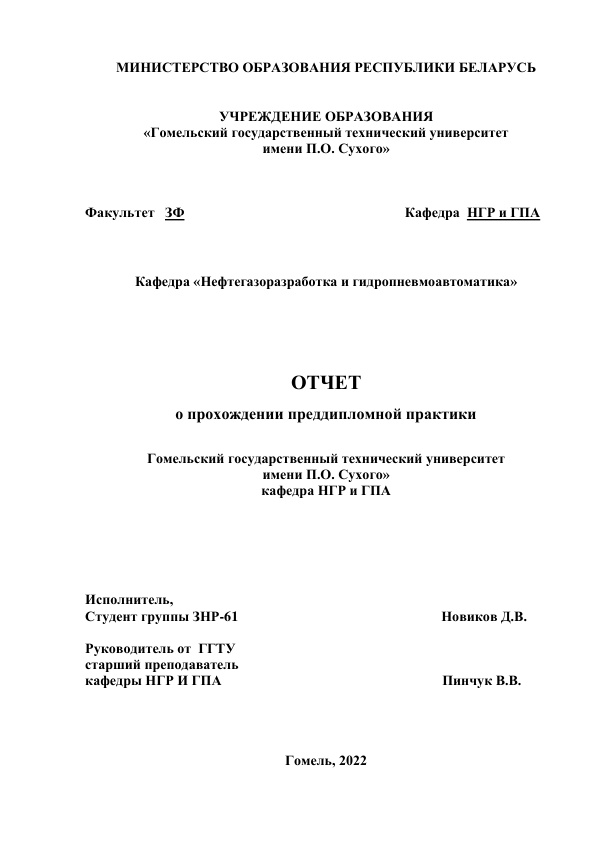 МИНИСТЕРСТВО ОБРАЗОВАНИЯ РЕСПУБЛИКИ БЕЛАРУСЬ
УЧРЕЖДЕНИЕ ОБРАЗОВАНИЯ
«Гомельский государственный технический университет
имени П.О. Сухого»
Факультет ЗФ Кафедра НГР и ГПА
Кафедра «Нефтегазоразработка и гидропневмоавтоматика»
ОТЧЕТ
о прохождении преддипломной практики
Гомельский государственный технический университет
имени П.О. Сухого»
кафедра НГР и ГПА
Исполнитель,
Студент группы ЗНР-61 Новиков Д.В.
Руководитель от ГГТУ
старший преподаватель
кафедры НГР И ГПА Пинчук В.В.
Гомель, 2022